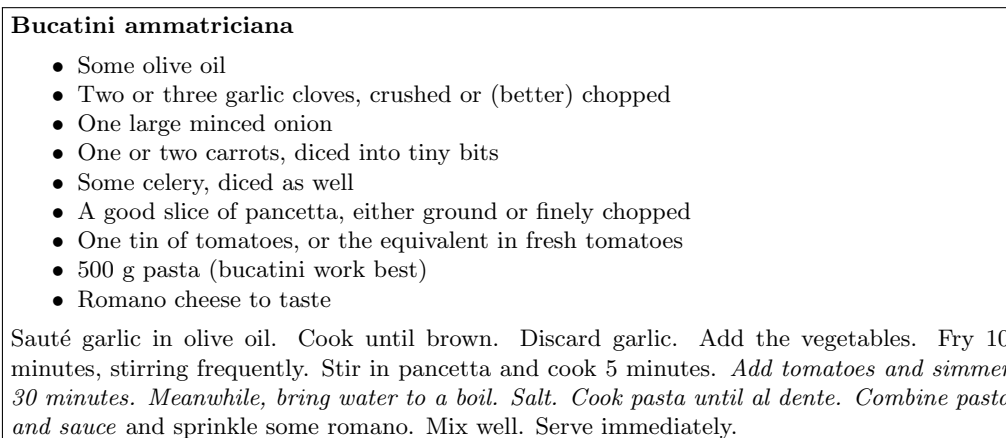 Bucatini ammatriciana
• Some olive oil
• Two or three garlic cloves, crushed or (better) chopped
• One large minced onion
• One or two carrots, diced into tiny bits
• Some celery, diced as well
• A good slice of pancetta, either ground or finely chopped
• One tin of tomatoes, or the equivalent in fresh tomatoes
• 500 g pasta (bucatini work best)
• Romano cheese to taste
Sauté garlic in olive oil. Cook until brown. Discard garlic. Add the vegetables. Fry 10
minutes, stirring frequently. Stir in pancetta and cook 5 minutes. Add tomatoes and simmer
30 minutes. Meanwhile, bring water to a boil. Salt. Cook pasta until al dente. Combine pasta
and sauce and sprinkle some romano. Mix well. Serve immediately.